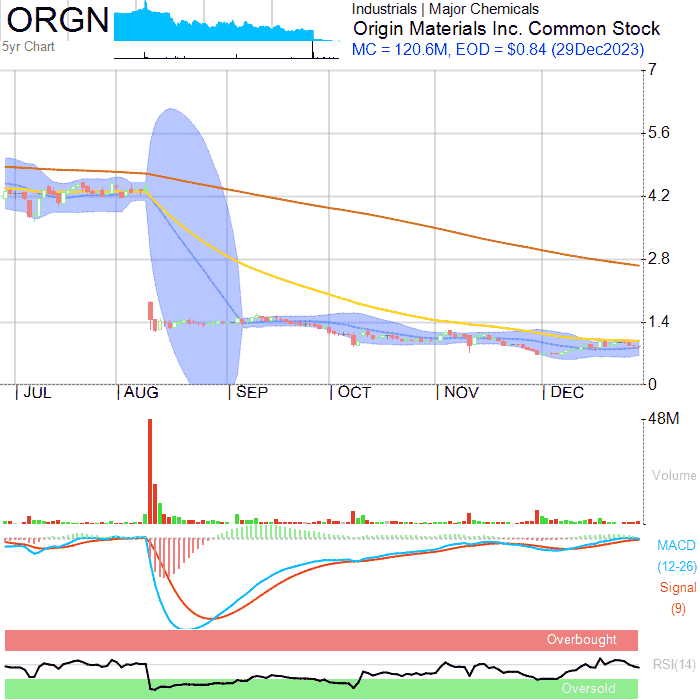 ORGN
5yr Chart
Industrials | Major Chemicals
Origin Materials Inc. Common Stock
MC = 120.6M, EOD = $0.84 (29Dec2023)
7
5.6
4.2
2.8
1.4
0
JUL
AUG
SEP
OCT
NOV
DEC
48M
Volume
MACD
(12-26)
Signal
(9)
Overbought
RSI(14)
Oversold